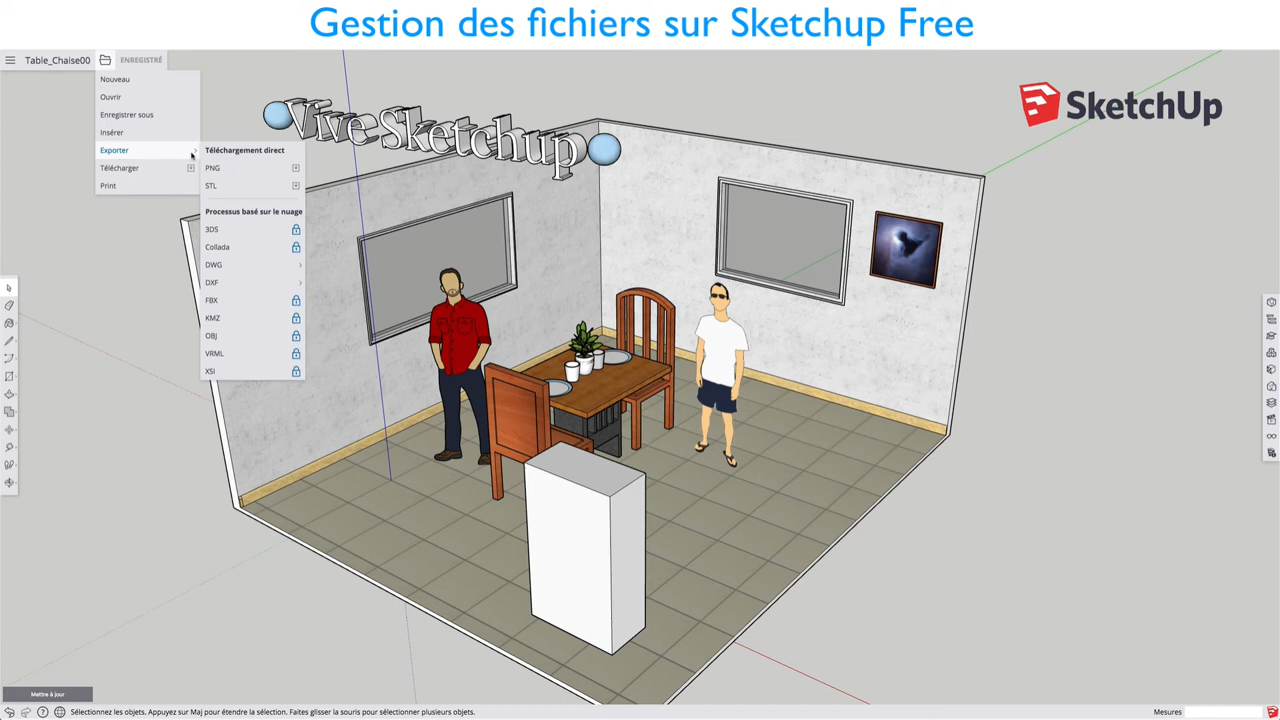 Gestion des fichiers sur Sketchup Free
Table_Chaise00
ENREGISTRÉ
Nouveau
Ouvrir
Enregistrer sous
Insérer
Exporter
Télécharger
Print
Téléchargement direct
PNG
STL
Processus basé sur le nuage
3DS
Collada
DWG
DXF
FBX
KMZ
OBJ
VRML
XSI
Vive Sketchup
SketchUp
Mettre à jour
Sélectionnez les objets. Appuyez sur Maj pour étendre la sélection. Faites glisser la souris pour sélectionner plusieurs objets.
Mesures